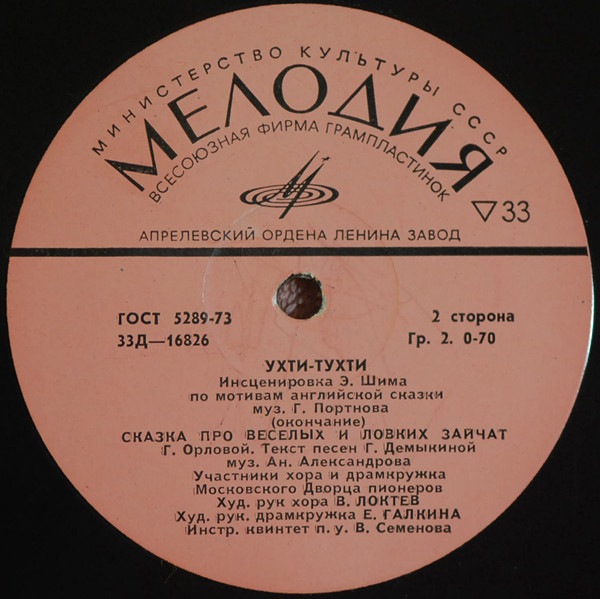 МИНИСТЕРСТВО КУЛЬТУРЫ СССР
МЕЛОДИЯ
ВСЕСОЮЗНАЯ ФИРМА ГРАМПЛАСТИНОК
▽33
АПРЕЛЕВСКИЙ ОРДЕНА ЛЕНИНА ЗАВОД
ГОСТ 5289-73
2 сторона
33Д—16826
Гр. 2. 0-70
УХТИ-ТУХТИ
Инсценировка Э. Шима
по мотивам английской сказки
муз. Г. Портнова
(окончание)
СКАЗКА ПРО ВЕСЕЛЫХ И ЛОВКИХ ЗАЙЧАТ
Г. Орловой. Текст песен Г. Демыкиной
муз. Ан. Александрова
Участники хора и драмкружка
Московского Дворца пионеров
Худ. рук хора В. ЛОКТЕВ
Худ. рук. драмкружка Е. ГАЛКИНА
Инстр. квинтет п. у. В. Семенова